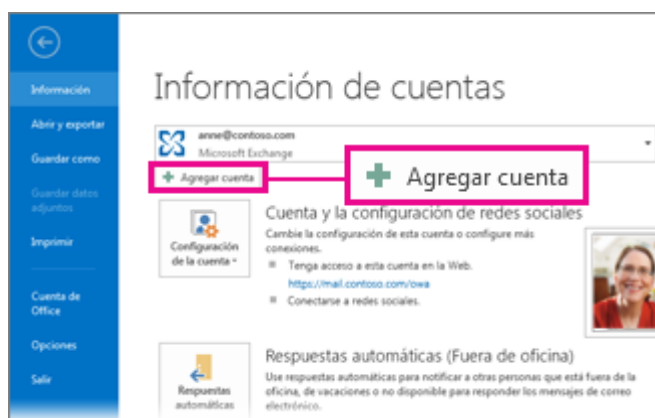 Información
Abrir y exportar
Guardar como
Guardar datos
adjuntos
Imprimir
Cuenta de
Office
Opciones
Salir
Información de cuentas
anne@contoso.com
Microsoft Exchange
Agregar cuenta
Agregar cuenta
Configuración
de la cuenta
Cuenta y la configuración de redes sociales
Cambie la configuración de esta cuenta o configure más
conexiones.
Tenga acceso a esta cuenta en la Web.
https://mail.contoso.com/owa
Conectarse a redes sociales.
Respuestas
automáticas
Respuestas automáticas (Fuera de oficina)
Use respuestas automáticas para notificar a otras personas que está fuera de la
oficina, de vacaciones o no disponible para responder los mensajes de correo
electrónico.